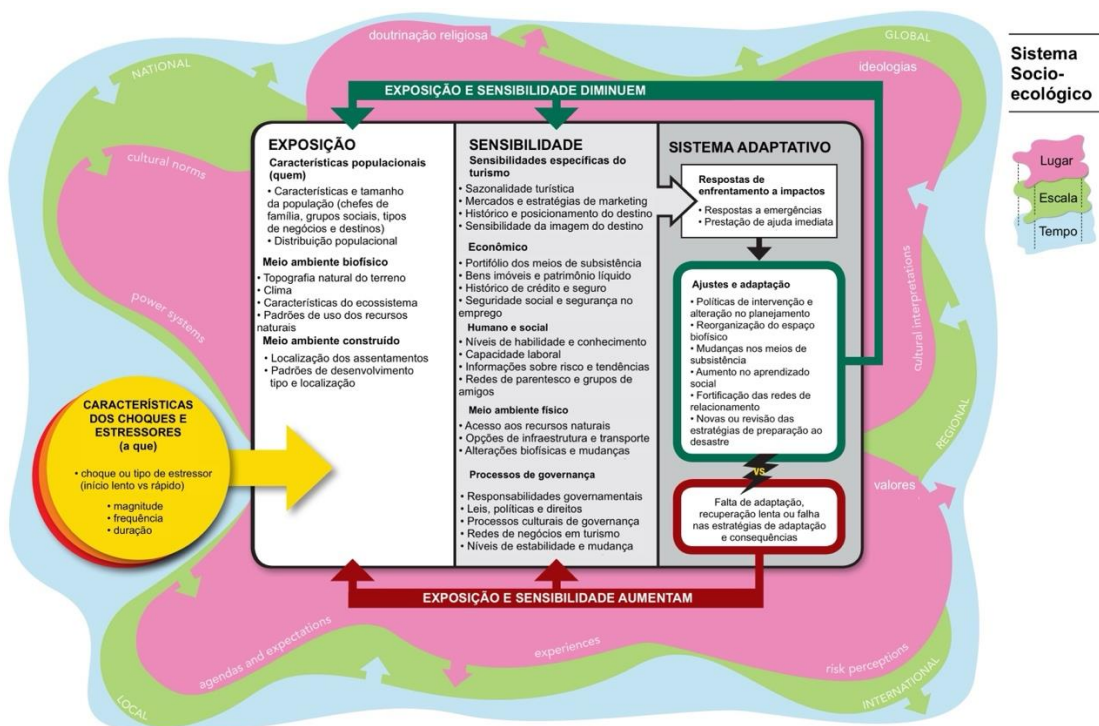 doutrinação religiosa
GLOBAL
ideologias
NATIONAL
cultural norms
power systems
cultural interpretations
REGIONAL
valores
agendas and expectations
experiences
risk perceptions
LOCAL
INTERNATIONAL
Sistema
Socio-
ecológico
Lugar
Escala
Tempo
EXPOSIÇÃO E SENSIBILIDADE DIMINUEM
CARACTERÍSTICAS
DOS CHOQUES E
ESTRESSORES
(a que)
• choque ou tipo de estressor
(início lento vs rápido)
• magnitude
• frequência
• duração
EXPOSIÇÃO
Características populacionais
(quem)
• Características e tamanho
da população (chefes de
família, grupos sociais, tipos
de negócios e destinos)
• Distribuição populacional
Meio ambiente biofísico
• Topografia natural do terreno
• Clima
• Características do ecossistema
• Padrões de uso dos recursos
naturais
Meio ambiente construído
• Localização dos assentamentos
• Padrões de desenvolvimento
tipo e localização
SENSIBILIDADE
Sensibilidades específicas do
turismo
• Sazonalidade turística
• Mercados e estratégias de marketing
• Histórico e posicionamento do destino
• Sensibilidade da imagem do destino
Econômico
• Portifólio dos meios de subsistência
• Bens imóveis e patrimônio líquido
• Histórico de crédito e seguro
• Seguridade social e segurança no
emprego
Humano e social
• Níveis de habilidade e conhecimento
• Capacidade laboral
• Informações sobre risco e tendências
• Redes de parentesco e grupos de
amigos
Meio ambiente físico
• Acesso aos recursos naturais
• Opções de infraestrutura e transporte
• Alterações biofísicas e mudanças
Processos de governança
• Responsabilidades governamentais
• Leis, políticas e direitos
• Processos culturais de governança
• Redes de negócios em turismo
• Níveis de estabilidade e mudança
SISTEMA ADAPTATIVO
Respostas de
enfrentamento a impactos
• Respostas a emergências
• Prestação de ajuda imediata
Ajustes e adaptação
• Políticas de intervenção e
alteração no planejamento
• Reorganização do espaço
biofísico
• Mudanças nos meios de
subsistência
• Aumento no aprendizado
social
• Fortificação das redes de
relacionamento
• Novas ou revisão das
estratégias de preparação ao
desastre
vs
Falta de adaptação,
recuperação lenta ou falha
nas estratégias de adaptação
e consequências
EXPOSIÇÃO E SENSIBILIDADE AUMENTAM